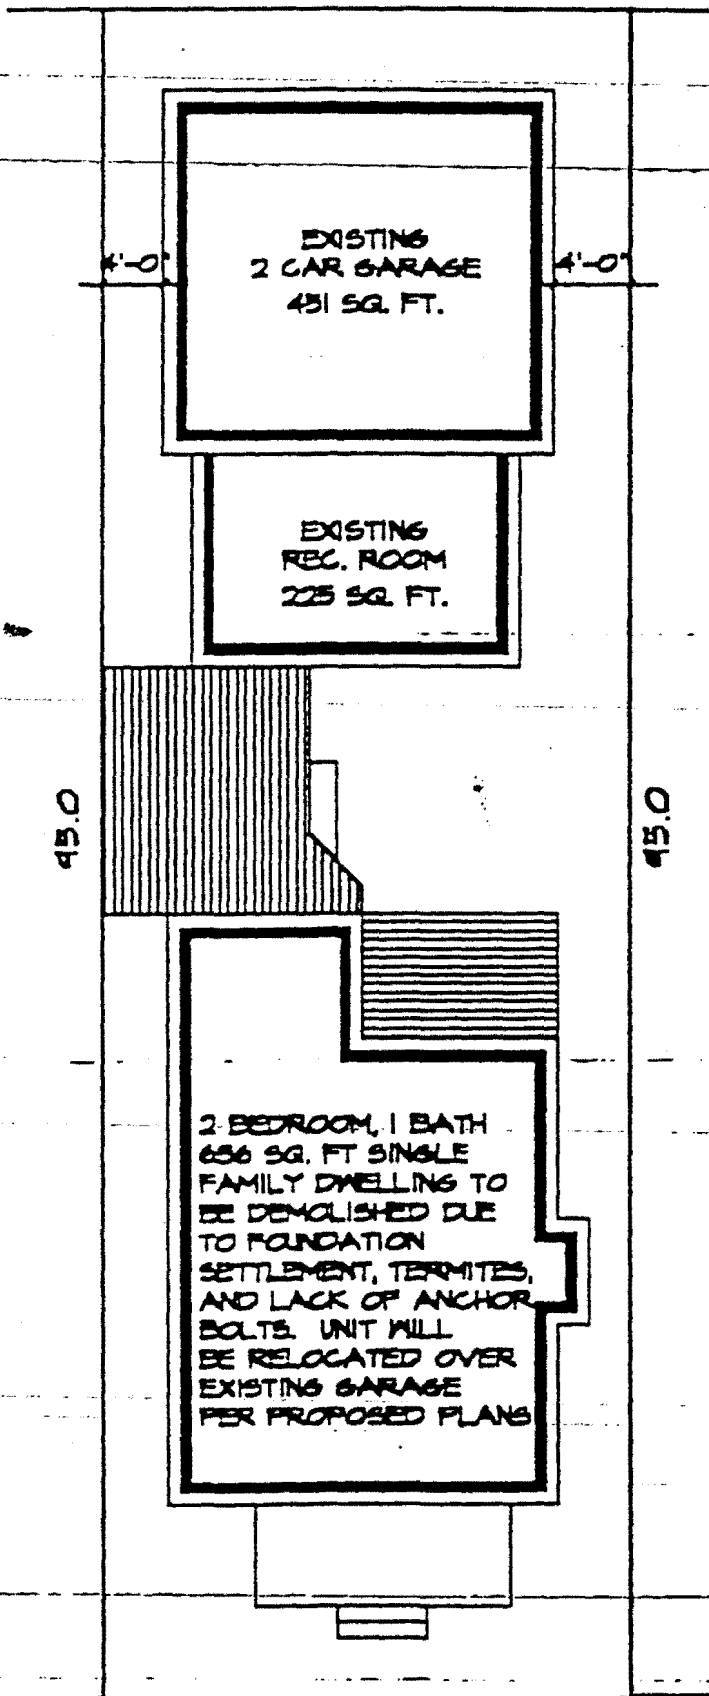 EXISTING
2 CAR GARAGE
451 SQ. FT.
4'-0"
4'-0"
EXISTING
REC. ROOM
225 SQ. FT.
95.0
95.0
2 BEDROOM, 1 BATH
656 SQ. FT SINGLE
FAMILY DWELLING TO
BE DEMOLISHED DUE
TO FOUNDATION
SETTLEMENT, TERMITES,
AND LACK OF ANCHOR
BOLTS. UNIT WILL
BE RELOCATED OVER
EXISTING GARAGE
PER PROPOSED PLANS